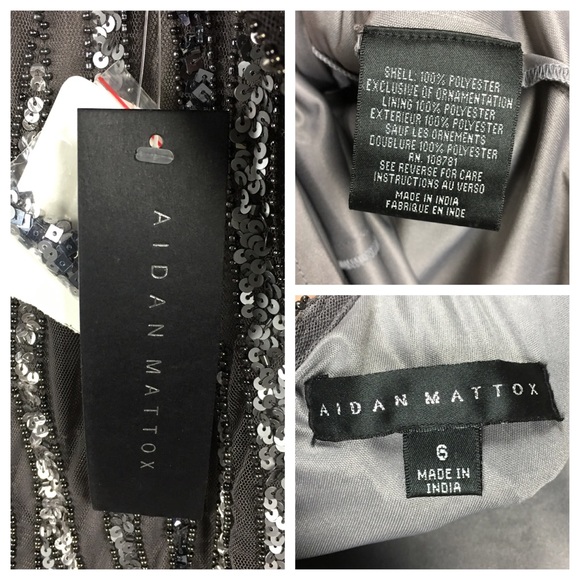 AIDAN MATTOX
SHELL: 100% POLYESTER
EXCLUSIVE OF ORNAMENTATION
LINING 100% POLYESTER
EXTERIEUR 100% POLYESTER
SAUF LES ORNEMENTS
DOUBLURE 100% POLYESTER
RN. 108781
SEE REVERSE FOR CARE
INSTRUCTIONS AU VERSO
MADE IN INDIA
FABRIQUE EN INDE
AIDAN MATTOX
6
MADE IN
INDIA